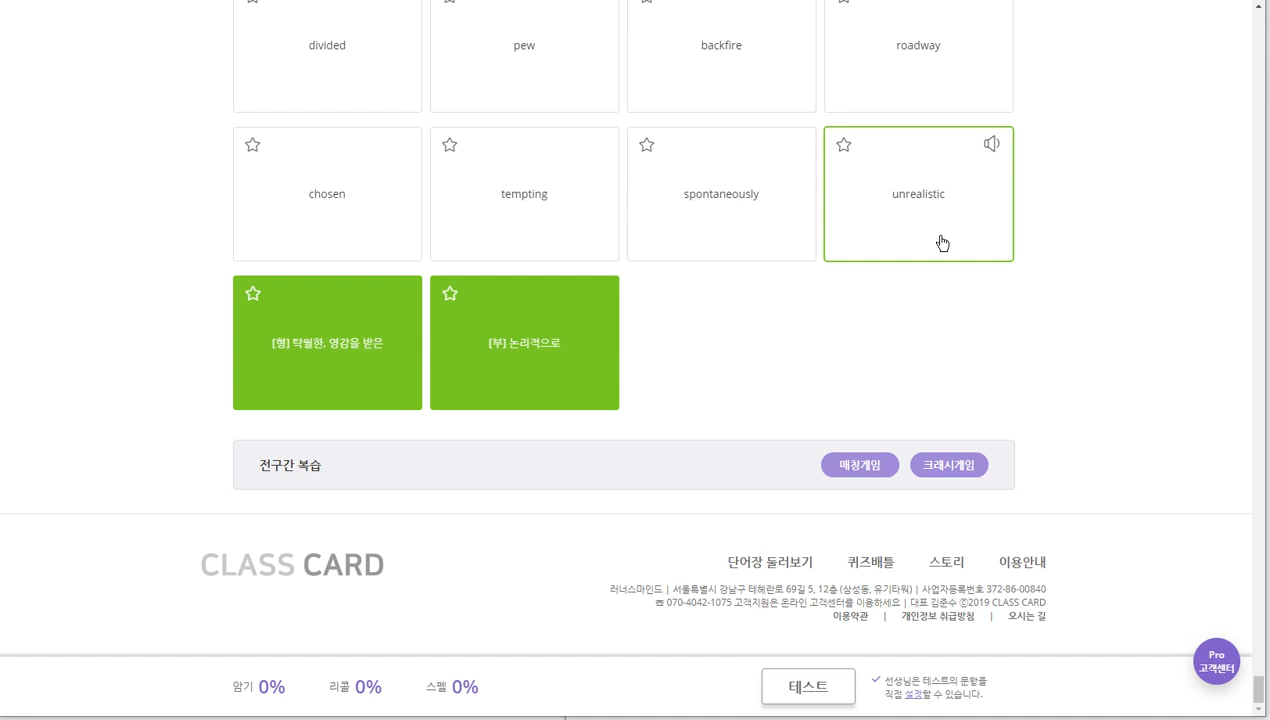 divided
pew
backfire
roadway
chosen
tempting
spontaneously
unrealistic
[형] 탁월한, 영감을 받은
[부] 논리적으로
전구간 복습
매칭게임
크래시게임
CLASS CARD
단어장 둘러보기
퀴즈배틀
스토리
이용안내
러너스마인드 | 서울특별시 강남구 테헤란로 69길 5, 12층 (삼성동, 유기타워) | 사업자등록번호 372-86-00840
☎ 070-4042-1075 고객지원은 온라인 고객센터를 이용하세요 | 대표 김준수 ⓒ2019 CLASS CARD
이용약관 | 개인정보 취급방침 | 오시는 길
Pro
고객센터
암기 0%
리콜 0%
스펠 0%
테스트
선생님은 테스트의 문항을
직접 설정할 수 있습니다.